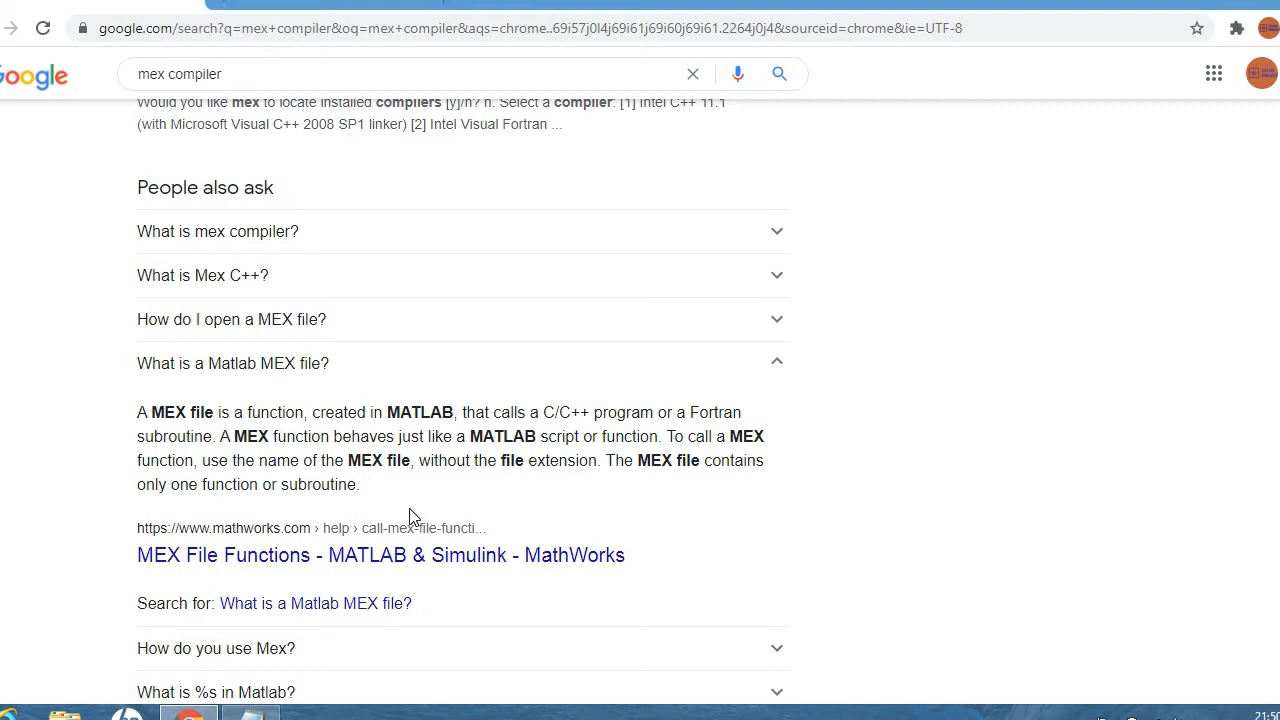 google.com/search?q=mex+compiler&oq=mex+compiler&aqs=chrome..69i57j0l4j69i61j69i60j69i61.2264j0j4&sourceid=chrome&ie=UTF-8
Google
mex compiler
Would you like mex to locate installed compilers [y]/n? n. Select a compiler: [1] Intel C++ 11.1
(with Microsoft Visual C++ 2008 SP1 linker) [2] Intel Visual Fortran ...
People also ask
What is mex compiler?
What is Mex C++?
How do I open a MEX file?
What is a Matlab MEX file?
A MEX file is a function, created in MATLAB, that calls a C/C++ program or a Fortran
subroutine. A MEX function behaves just like a MATLAB script or function. To call a MEX
function, use the name of the MEX file, without the file extension. The MEX file contains
only one function or subroutine.
https://www.mathworks.com › help › call-mex-file-functi...
MEX File Functions - MATLAB & Simulink - MathWorks
Search for: What is a Matlab MEX file?
How do you use Mex?
What is %s in Matlab?